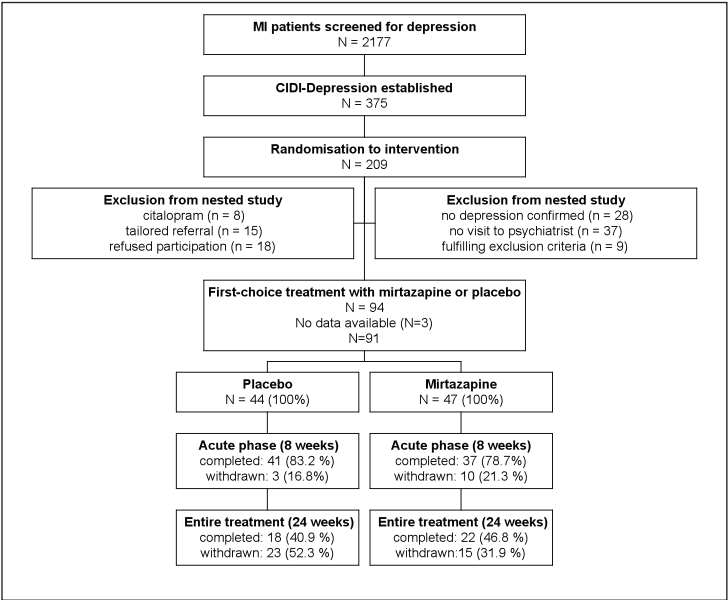 MI patients screened for depression
N = 2177
CIDI-Depression established
N = 375
Randomisation to intervention
N = 209
Exclusion from nested study
citalopram (n = 8)
tailored referral (n = 15)
refused participation (n = 18)
Exclusion from nested study
no depression confirmed (n = 28)
no visit to psychiatrist (n = 37)
fulfilling exclusion criteria (n = 9)
First-choice treatment with mirtazapine or placebo
N = 94
No data available (N=3)
N=91
Placebo
N = 44 (100%)
Mirtazapine
N = 47 (100%)
Acute phase (8 weeks)
completed: 41 (83.2 %)
withdrawn: 3 (16.8%)
Acute phase (8 weeks)
completed: 37 (78.7%)
withdrawn: 10 (21.3 %)
Entire treatment (24 weeks)
completed: 18 (40.9 %)
withdrawn: 23 (52.3 %)
Entire treatment (24 weeks)
completed: 22 (46.8 %)
withdrawn:15 (31.9 %)